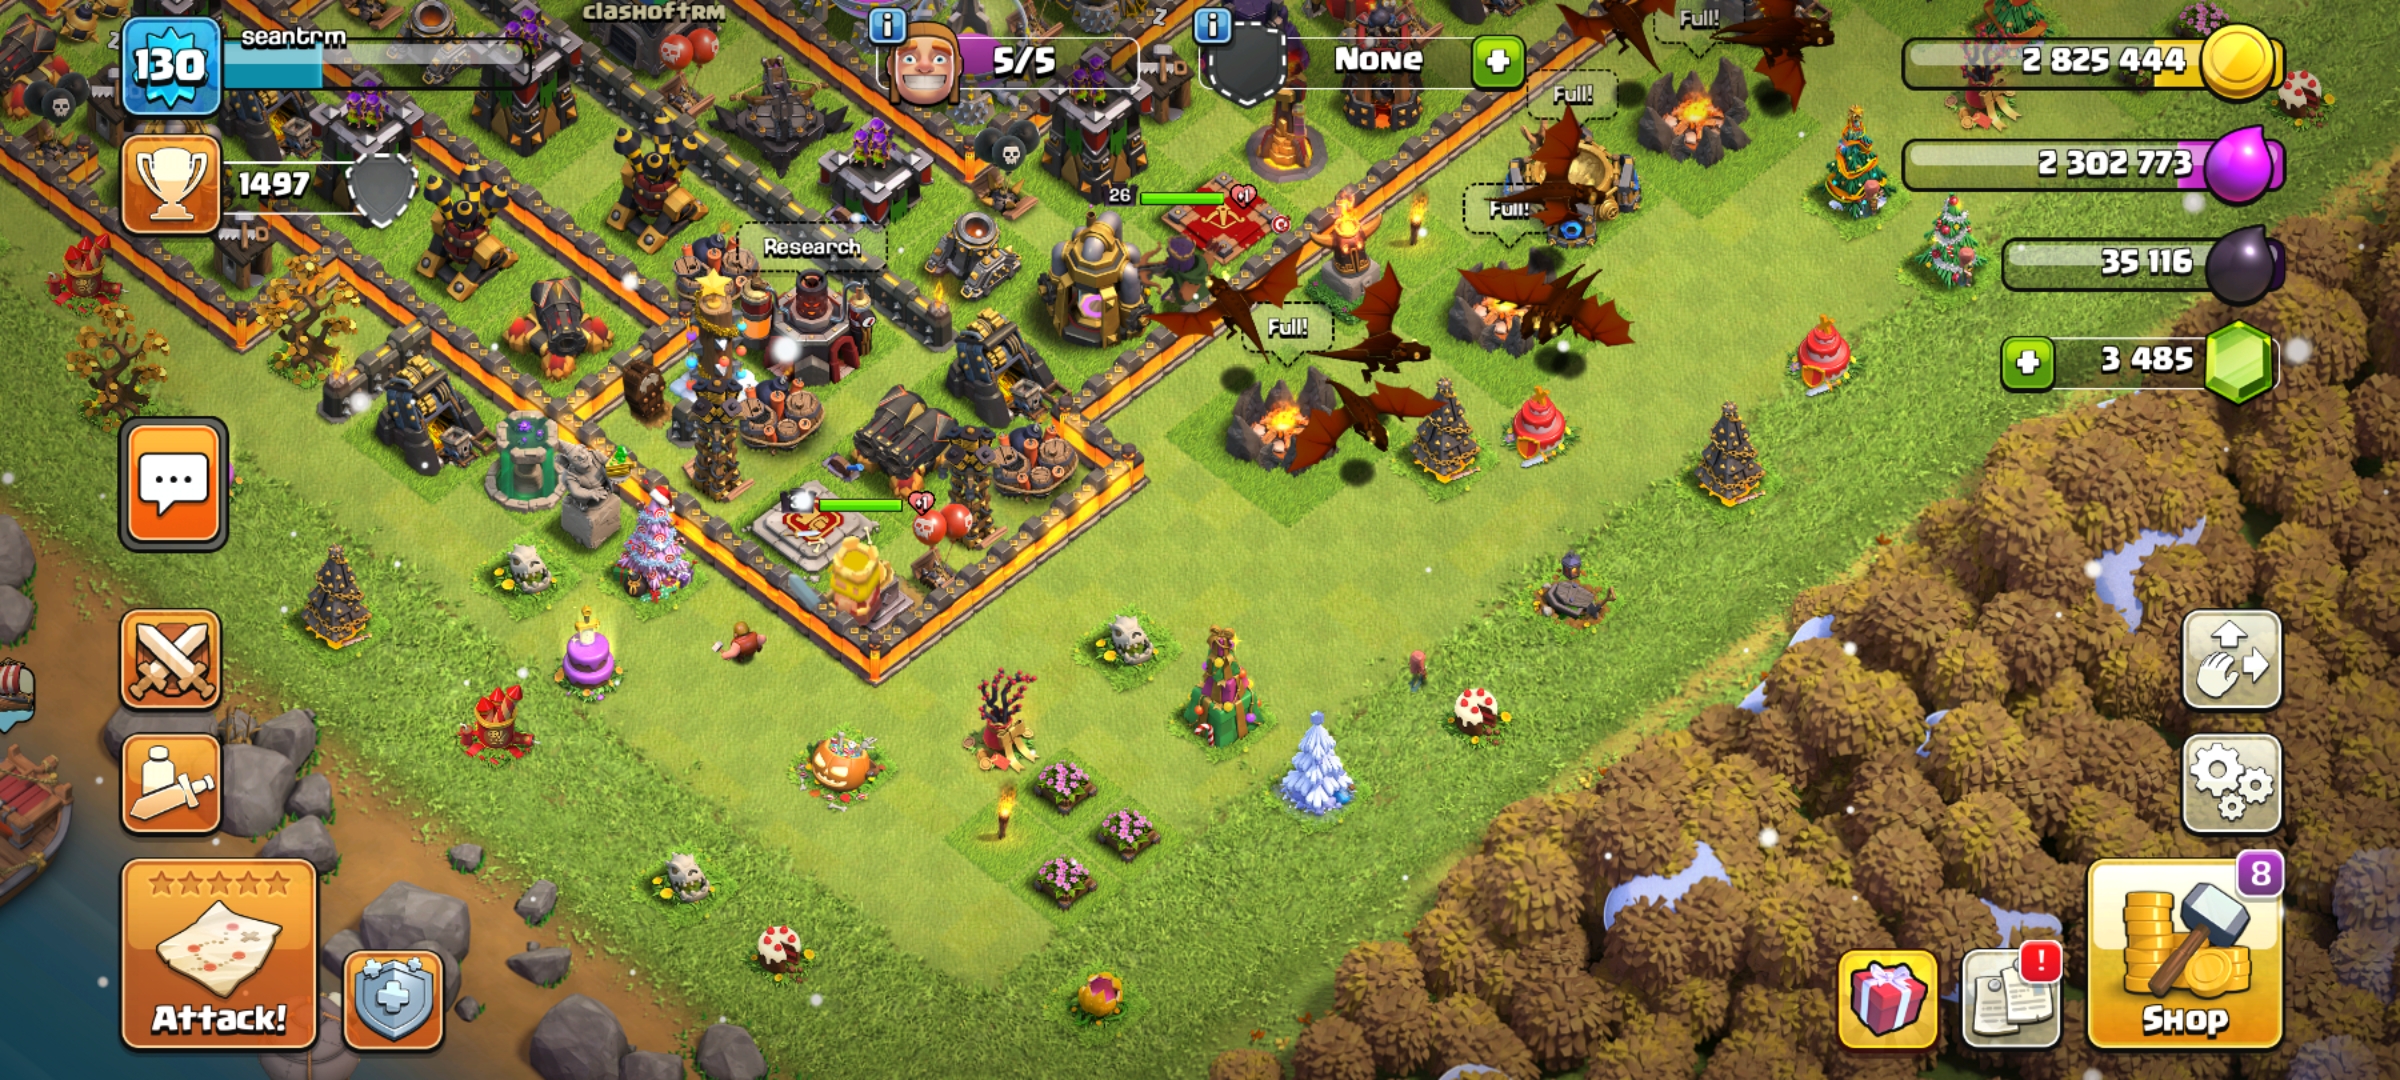 clashofTRM
130
seantrm
5/5
None
Full!
2 825 444
Full!
1497
2 302 773
26
Full!
Research
35 116
Full!
3 485
8
Attack!
!
Shop